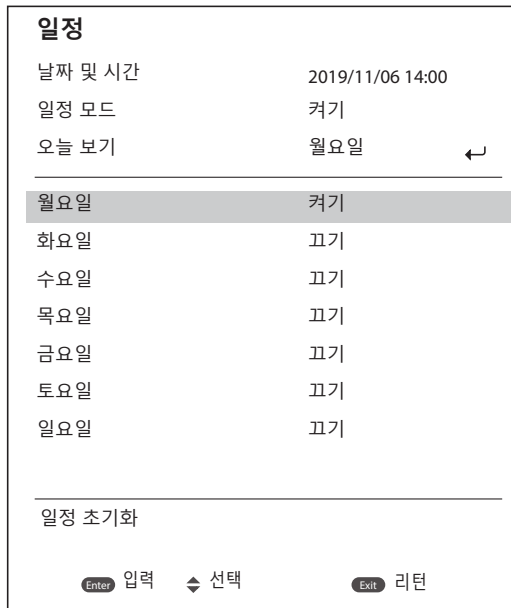 일정
날짜 및 시간 2019/11/06 14:00
일정 모드 켜기
오늘 보기 월요일
월요일 켜기
화요일 끄기
수요일 끄기
목요일 끄기
금요일 끄기
토요일 끄기
일요일 끄기
일정 초기화
Enter 입력 선택 Exit 리턴